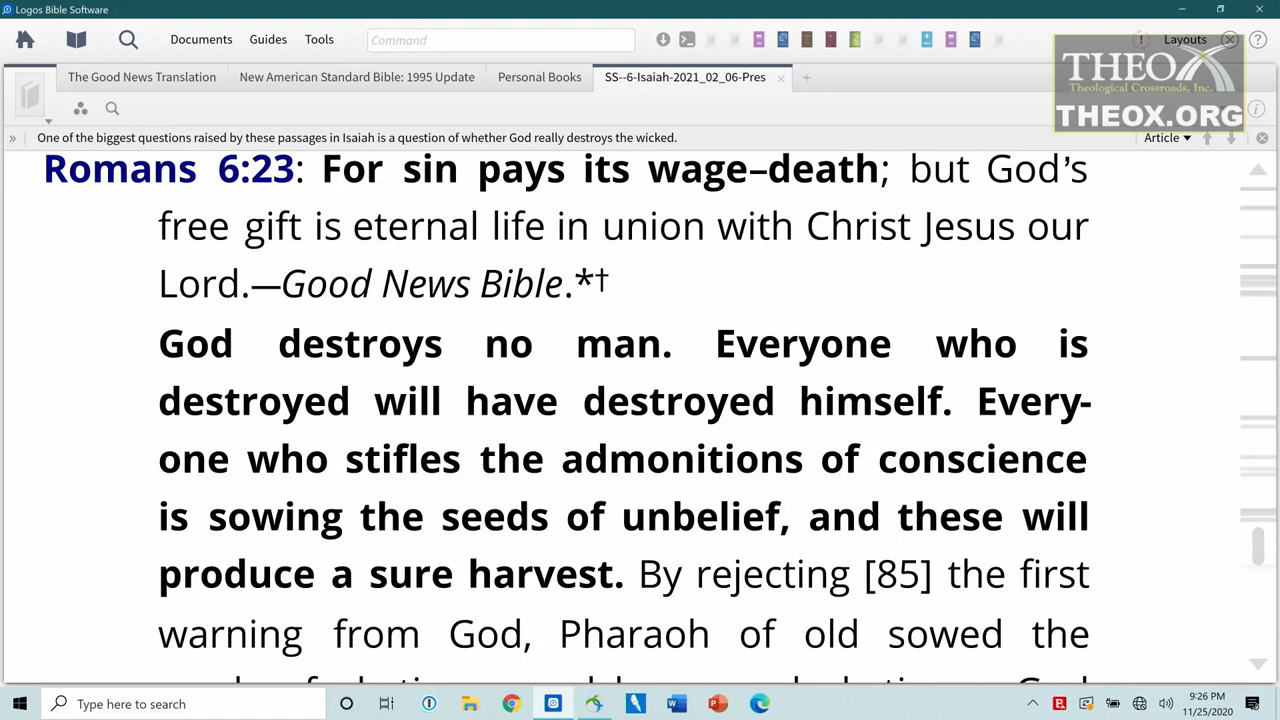 Logos Bible Software
Documents Guides Tools Command Layouts
THEOX
Theological Crossroads, Inc.
THEOX.ORG
The Good News Translation New American Standard Bible: 1995 Update Personal Books SS--6-Isaiah-2021_02_06-Pres
One of the biggest questions raised by these passages in Isiah is a question of whether God really destroys the wicked. Article
Romans 6:23: For sin pays its wage–death; but God's
free gift is eternal life in union with Christ Jesus our
Lord.—Good News Bible.*†
God destroys no man. Everyone who is
destroyed will have destroyed himself. Every-
one who stifles the admonitions of conscience
is sowing the seeds of unbelief, and these will
produce a sure harvest. By rejecting [85] the first
warning from God, Pharaoh of old sowed the
Type here to search
9:26 PM
11/25/2020